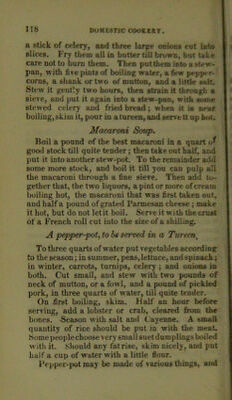 118 DOMESTIC COOKERY.
a stick of celery, and three large onions cut into
slices. Fry them all in butter till brown, but take
care not to burn them. Then put them into a stew-
pan, with five pints of boiling water, a few pepper-
corns, a shank or two of mutton, and a little salt.
Stew it gently two hours, then strain it through a
sieve, and put it again into a stew-pan, with some
stewed celery and fried bread; when it is near
boiling, skim it, pour in a tureen, and serve it up hot.
Macaroni Soup.
Boil a pound of the best macaroni in a quart of
good stock till quite tender; then take out half, and
put it into another stew-pot. To the remainder add
some more stock, and boil it till you can pulp all
the macaroni through a fine sieve. Then add to-
gether that, the two liquors, a pint or more of cream
boiling hot, the macaroni that was first taken out,
and half a pound of grated Parmesan cheese; make
it hot, but do not let it boil. Serve it with the crust
of a French roll cut into the size of a shilling.
A pepper-pot, to be served in a Tureen.
To three quarts of water put vegetables according
to the season; in summer, peas, lettuce, and spinach;
in winter, carrots, turnips, celery; and onions in
both. Cut small, and stew with two pounds of
neck of mutton, or a fowl, and a pound of pickled
pork, in three quarts of water, till quite tender.
On first boiling, skim. Half an hour before
serving, add a lobster or crab, cleared from the
bones. Season with salt and Cayenne. A small
quantity of rice should be put in with the meat.
Some people choose very small suet dumplings boiled
with it. Should any fat rise, skim nicely, and put
half a cup of water with a little flour.
Pepper-pot may be made of various things, and